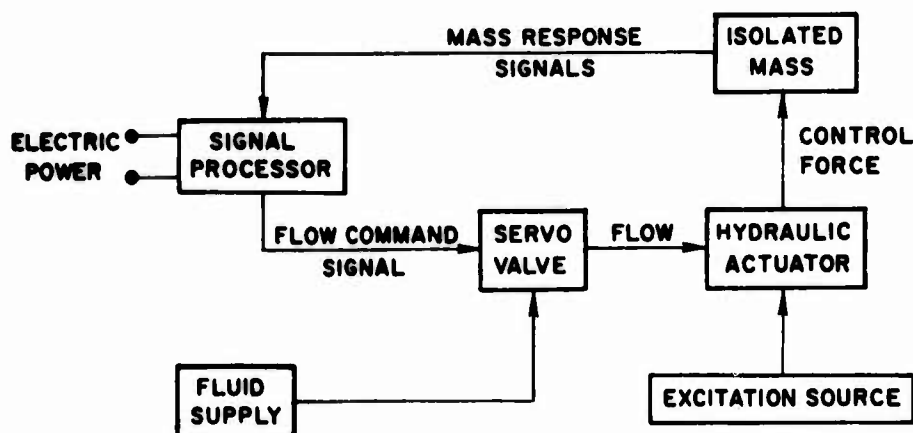 MASS RESPONSE
SIGNALS
ISOLATED
MASS
ELECTRIC
POWER
SIGNAL
PROCESSOR
CONTROL
FORCE
FLOW COMMAND
SIGNAL
SERVO
VALVE
FLOW
HYDRAULIC
ACTUATOR
FLUID
SUPPLY
EXCITATION SOURCE